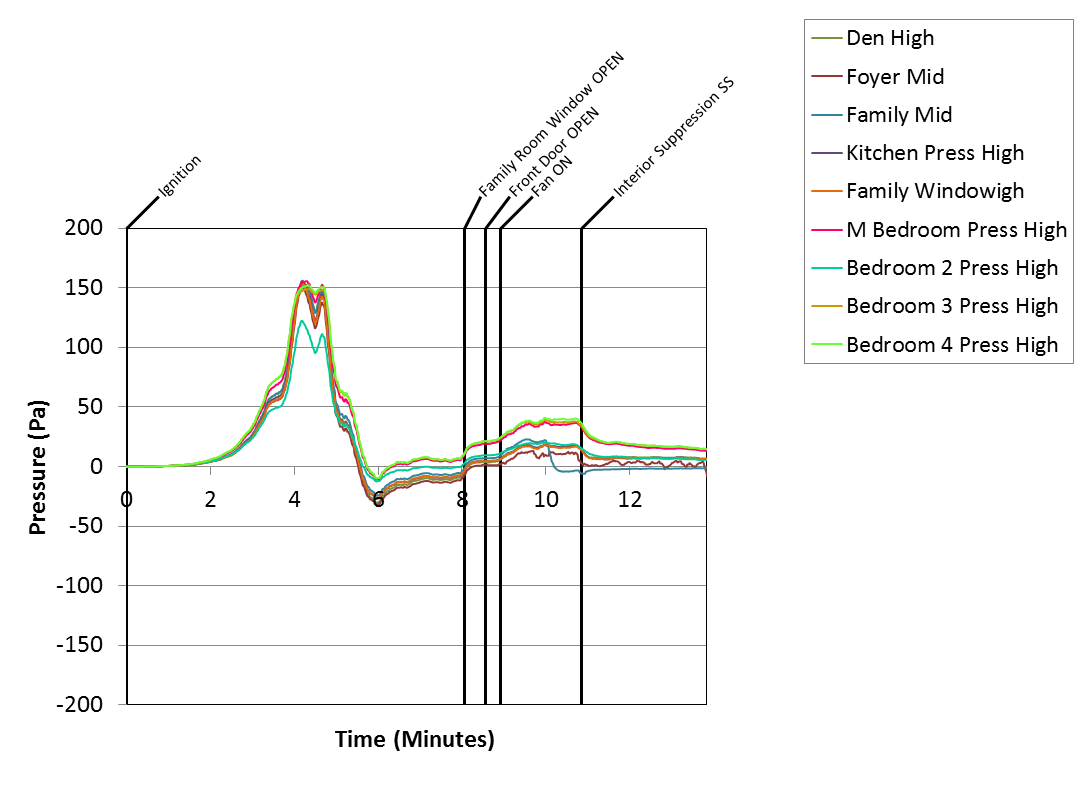 Ignition
Family Room Window OPEN
Front Door OPEN
Fan ON
Interior Suppression SS
Den High
Foyer Mid
Family Mid
Kitchen Press High
Family Windowigh
M Bedroom Press High
Bedroom 2 Press High
Bedroom 3 Press High
Bedroom 4 Press High
200
150
100
50
0
-50
-100
-150
-200
Pressure (Pa)
0 2 4 6 8 10 12
Time (Minutes)